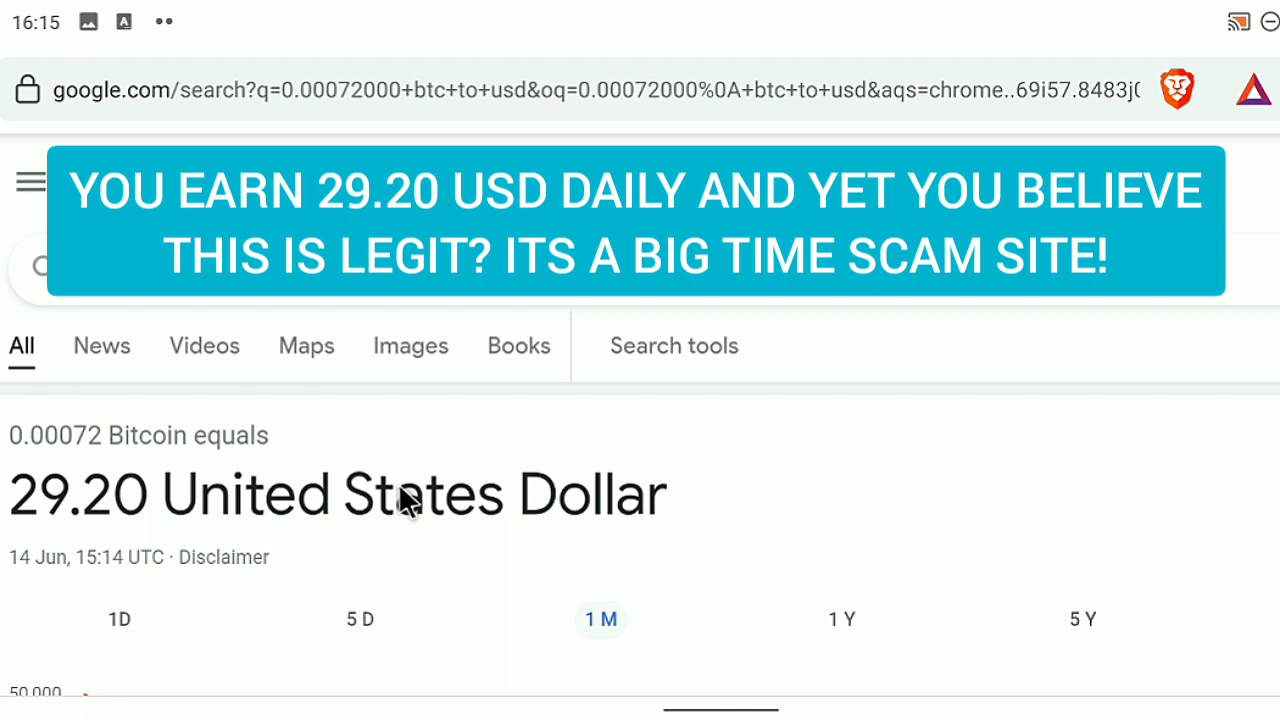 16:15
google.com/search?q=0.00072000+btc+to+usd&oq=0.00072000%0A+btc+to+usd&aqs=chrome..69i57.8483j0
YOU EARN 29.20 USD DAILY AND YET YOU BELIEVE
THIS IS LEGIT? ITS A BIG TIME SCAM SITE!
All News Videos Maps Images Books Search tools
0.00072 Bitcoin equals
29.20 United States Dollar
14 Jun, 15:14 UTC · Disclaimer
1D 5 D 1 M 1 Y 5 Y
50,000